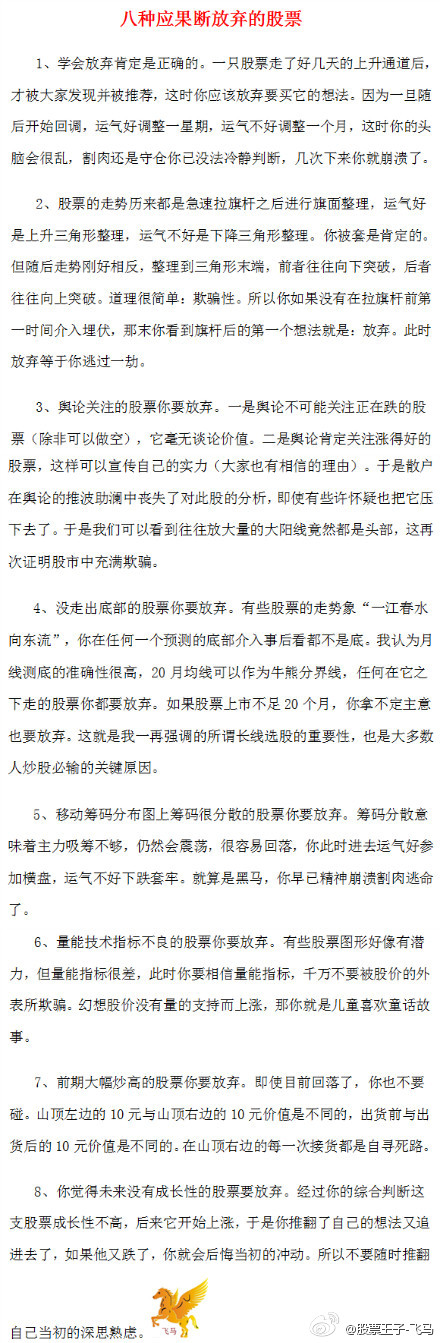 八种应果断放弃的股票
1、学会放弃肯定是正确的。一只股票走了好几天的上升通道后，
才被大家发现并被推荐，这时你应该放弃要买它的想法。因为一旦随
后开始回调，运气好调整一星期，运气不好调整一个月，这时你的头
脑会很乱，割肉还是守仓你已没法冷静判断，几次下来你就崩溃了。
2、股票的走势历来都是急速拉旗杆之后进行旗面整理，运气好
是上升三角形整理，运气不好是下降三角形整理。你被套是肯定的。
但随后走势刚好相反，整理到三角形末端，前者往往向下突破，后者
往往向上突破。道理很简单：欺骗性。所以你如果没有在拉旗杆前第
一时间介入埋伏，那末你看到旗杆后的第一个想法就是：放弃。此时
放弃等于你逃过一劫。
3、舆论关注的股票你要放弃。一是舆论不可能关注正在跌的股
票（除非可以做空），它毫无谈论价值。二是舆论肯定关注涨得好的
股票，这样可以宣传自己的实力（大家也有相信的理由）。于是散户
在舆论的推波助澜中丧失了对此股的分析，即使有些许怀疑也把它压
下去了。于是我们可以看到往往放大量的大阳线竟然都是头部，这再
次证明股市中充满欺骗。
4、没走出底部的股票你要放弃。有些股票的走势象“一江春水
向东流”，你在任何一个预测的底部介入事后看都不是底。我认为月
线测底的准确性很高，20月均线可以作为牛熊分界线，任何在它之
下走的股票你都要放弃。如果股票上市不足20个月，你拿不定主意
也要放弃。这就是我一再强调的所谓长线选股的重要性，也是大多数
人炒股必输的关键原因。
5、移动筹码分布图上筹码很分散的股票你要放弃。筹码分散意
味着主力吸筹不够，仍然会震荡，很容易回落，你此时进去运气好参
加横盘，运气不好下跌套牢。就算是黑马，你早已精神崩溃割肉逃命
了。
6、量能技术指标不良的股票你要放弃。有些股票图形好像有潜
力，但量能指标很差，此时你要相信量能指标，千万不要被股价的外
表所欺骗。幻想股价没有量的支持而上涨，那你就是儿童喜欢童话故
事。
7、前期大幅炒高的股票你要放弃。即使目前回落了，你也不要
碰。山顶左边的10元与山顶右边的10元价值是不同的，出货前与出
货后的10元价值是不同的。在山顶右边的每一次接货都是自寻死路。
8、你觉得未来没有成长性的股票要放弃。经过你的综合判断这
支股票成长性不高，后来它开始上涨，于是你推翻了自己的想法又追
进去了，如果他又跌了，你就会后悔当初的冲动。所以不要随时推翻
自己当初的深思熟虑。
飞马
@股票王子-飞马